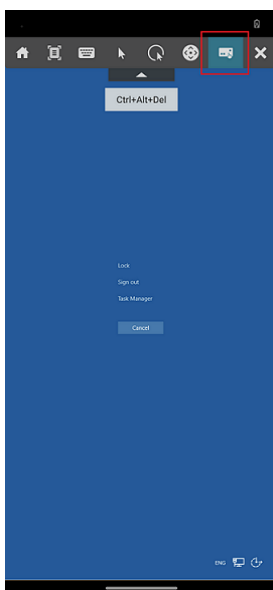 Ctrl+Alt+Del
Lock
Sign out
Task Manager
Cancel
ENG